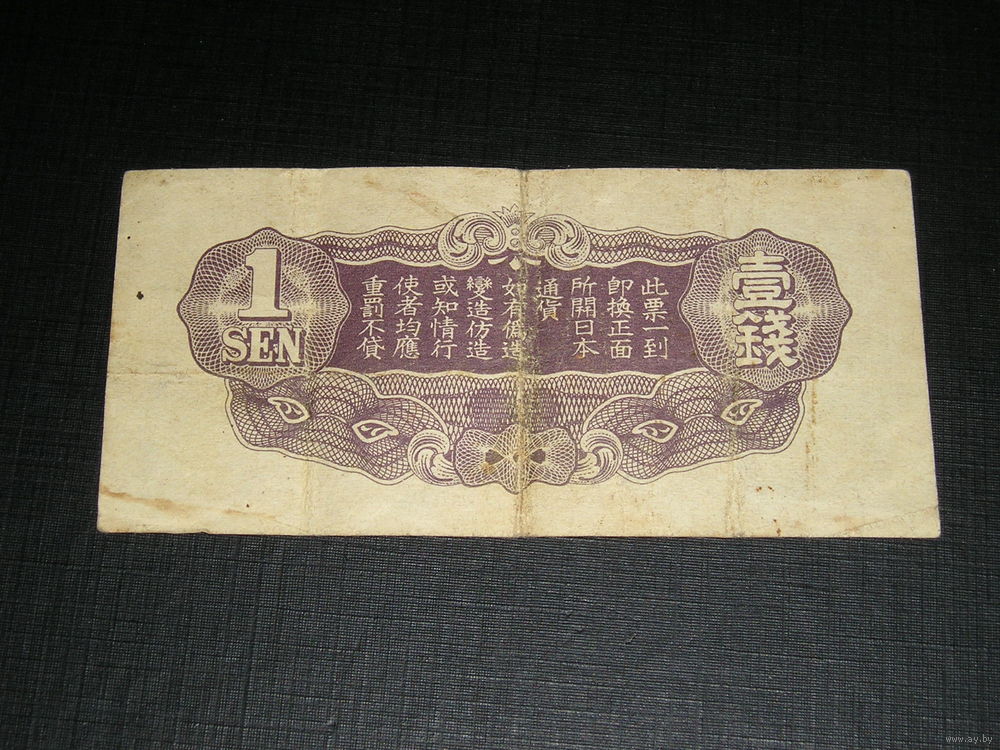 1
SEN
壹錢
此票一到
即換正面
所開日本
通貨
如有僞造
變造仿造
或知情行
使者均應
重罰不貸
www.ay.by